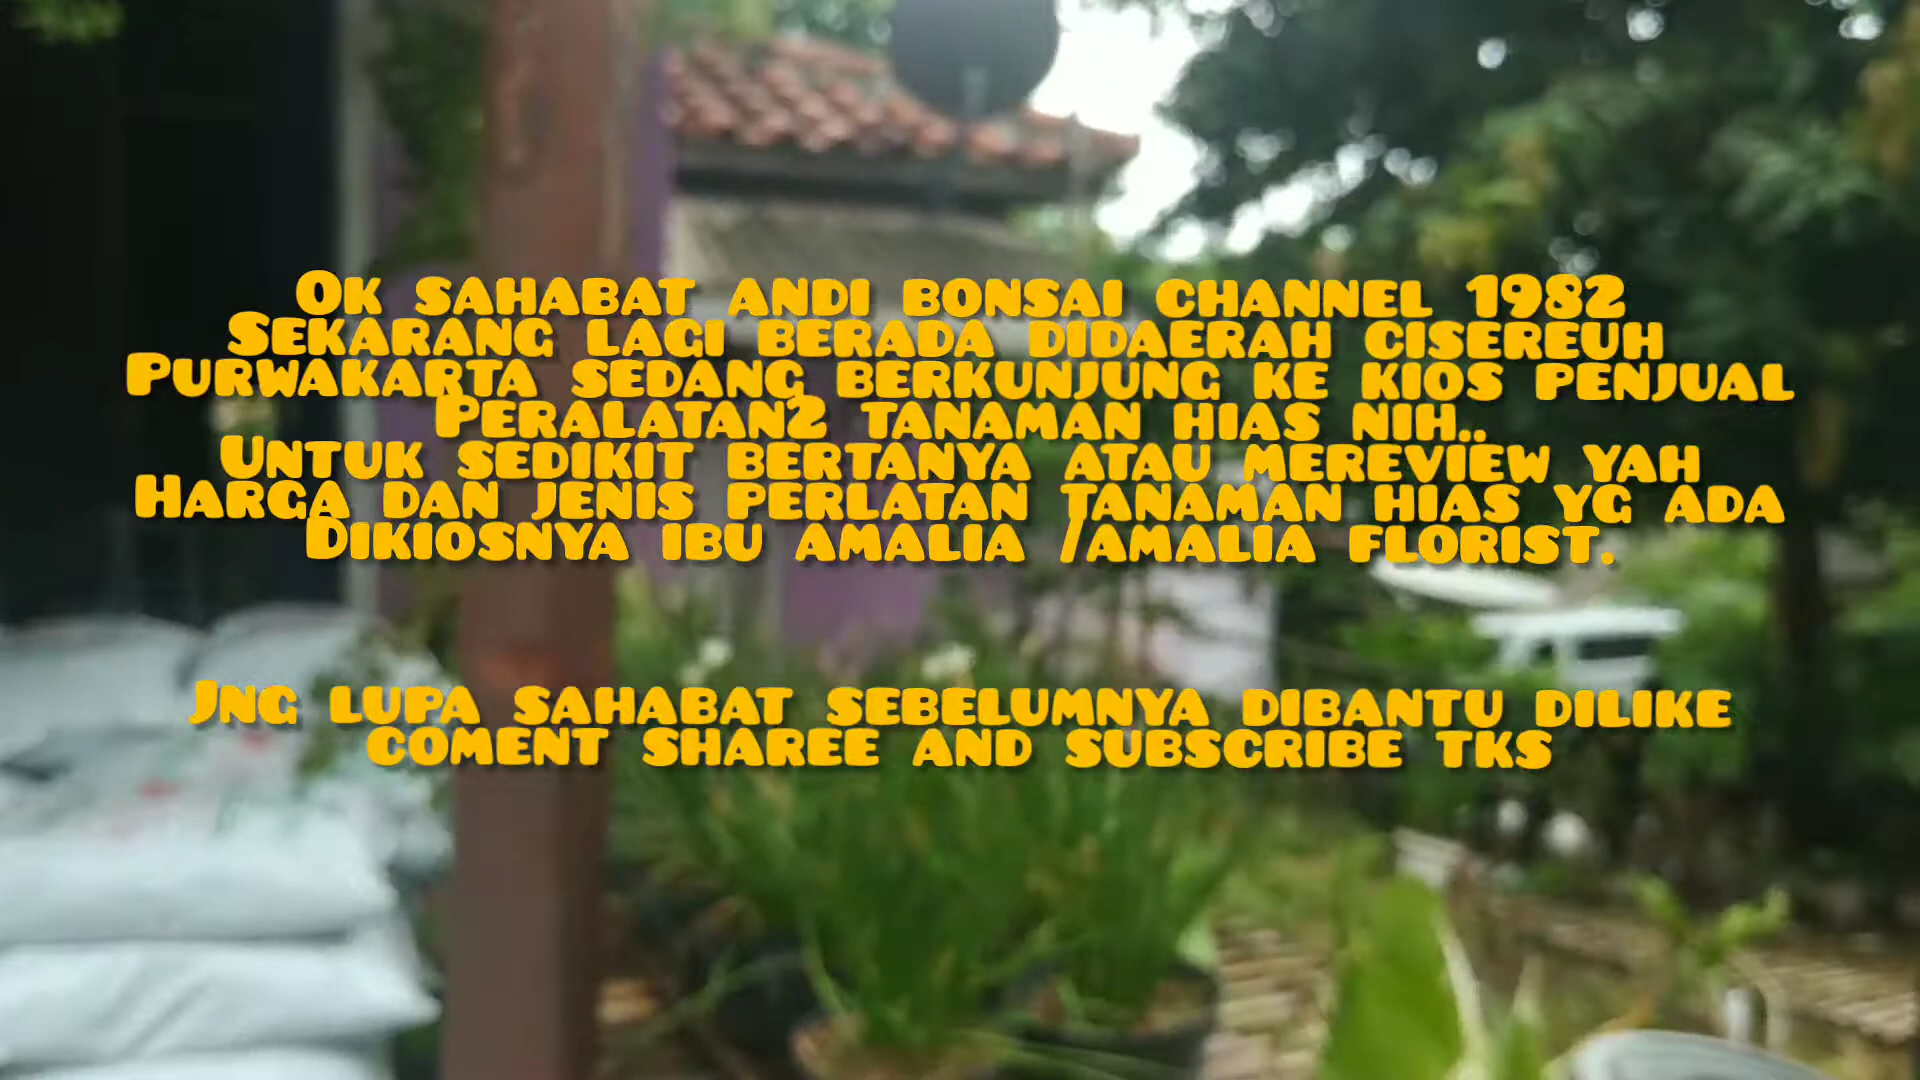 Ok sahabat andi bonsai channel 1982
Sekarang lagi berada didaerah cisereuh
Purwakarta sedang berkunjung ke kios penjual
Peralatan2 tanaman hias nih..
Untuk sedikit bertanya atau mereview yah
Harga dan jenis perlatan tanaman hias yg ada
Dikiosnya ibu amalia /amalia florist.
Jng lupa sahabat sebelumnya dibantu dilike
coment sharee and subscribe tks